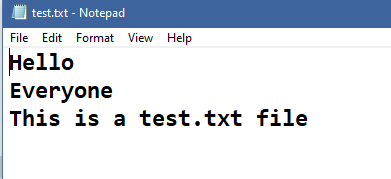 test.txt - Notepad
File Edit Format View Help
Hello
Everyone
This is a test.txt file